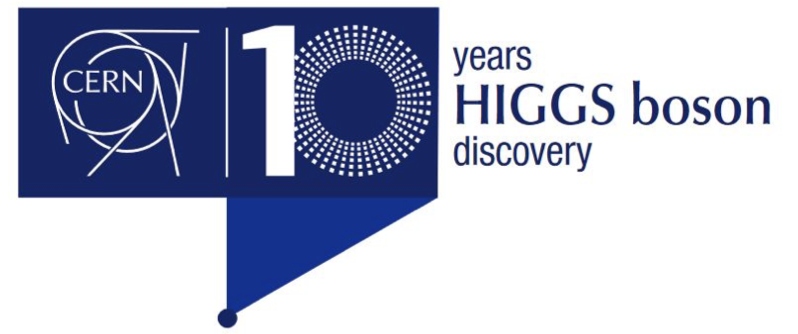 CERN
10
years
HIGGS boson
discovery